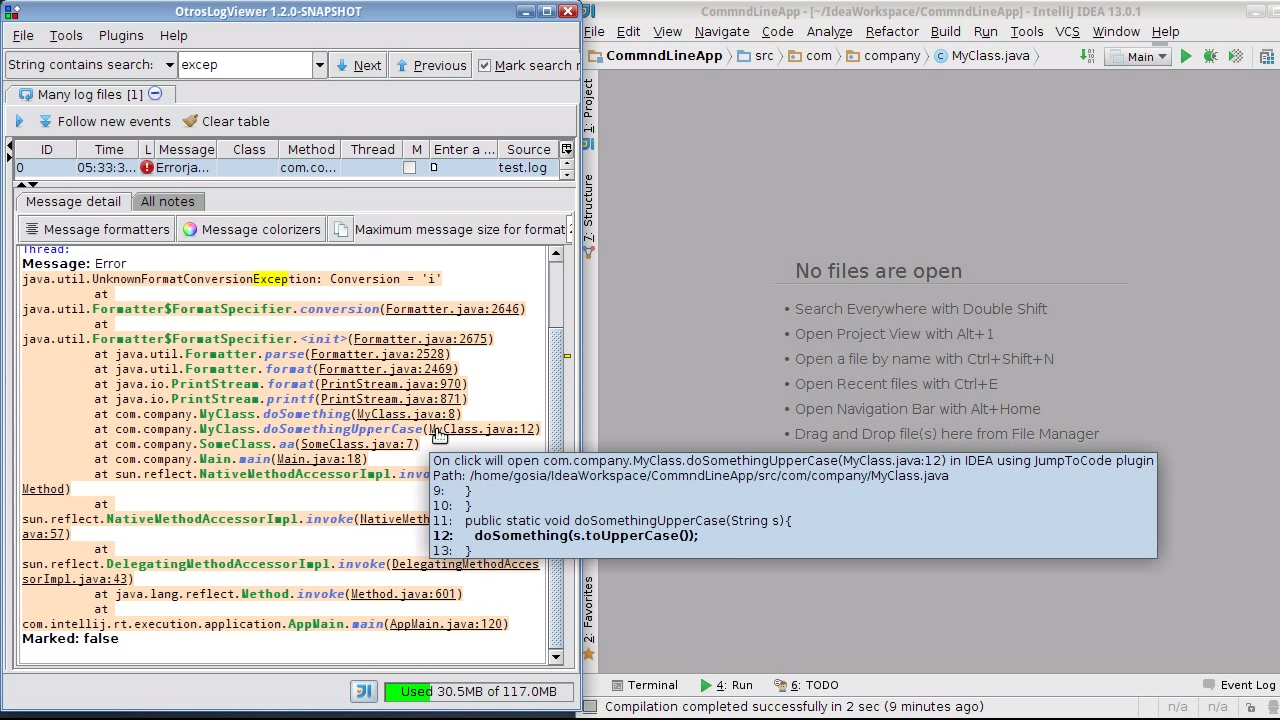 OtrosLogViewer 1.2.0-SNAPSHOT
File Tools Plugins Help
String contains search: excep Next Previous Mark search r
Many log files [1]
Follow new events Clear table
ID Time L Message Class Method Thread M Enter a ... Source
0 05:33:3... Errorja... com.co... test.log
Message detail All notes
Message formatters Message colorizers Maximum message size for format
Thread:
Message: Error
java.util.UnknownFormatConversionException: Conversion = 'i'
at
java.util.Formatter$FormatSpecifier.conversion(Formatter.java:2646)
at
java.util.Formatter$FormatSpecifier.<init>(Formatter.java:2675)
at java.util.Formatter.parse(Formatter.java:2528)
at java.util.Formatter.format(Formatter.java:2469)
at java.io.PrintStream.format(PrintStream.java:970)
at java.io.PrintStream.printf(PrintStream.java:871)
at com.company.MyClass.doSomething(MyClass.java:8)
at com.company.MyClass.doSomethingUpperCase(MyClass.java:12)
at com.company.SomeClass.aa(SomeClass.java:7)
at com.company.Main.main(Main.java:18)
at sun.reflect.NativeMethodAccessorImpl.invo
Method)
at
sun.reflect.NativeMethodAccessorImpl.invoke(NativeMeth
ava:57)
at
sun.reflect.DelegatingMethodAccessorImpl.invoke(DelegatingMethodAcces
sorImpl.java:43)
at java.lang.reflect.Method.invoke(Method.java:601)
at
com.intellij.rt.execution.application.AppMain.main(AppMain.java:120)
Marked: false
Used 30.5MB of 117.0MB
On click will open com.company.MyClass.doSomethingUpperCase(MyClass.java:12) in IDEA using JumpToCode plugin
Path: /home/gosia/IdeaWorkspace/CommndLineApp/src/com/company/MyClass.java
9: }
10: }
11: public static void doSomethingUpperCase(String s){
12: doSomething(s.toUpperCase());
13: }
CommndLineApp - [~/IdeaWorkspace/CommndLineApp] - IntelliJ IDEA 13.0.1
File Edit View Navigate Code Analyze Refactor Build Run Tools VCS Window Help
CommndLineApp src com company MyClass.java Main
1: Project
7: Structure
2: Favorites
No files are open
• Search Everywhere with Double Shift
• Open Project View with Alt+1
• Open a file by name with Ctrl+Shift+N
• Open Recent files with Ctrl+E
• Open Navigation Bar with Alt+Home
• Drag and Drop file(s) here from File Manager
Terminal 4: Run 6: TODO Event Log
Compilation completed successfully in 2 sec (9 minutes ago) n/a n/a